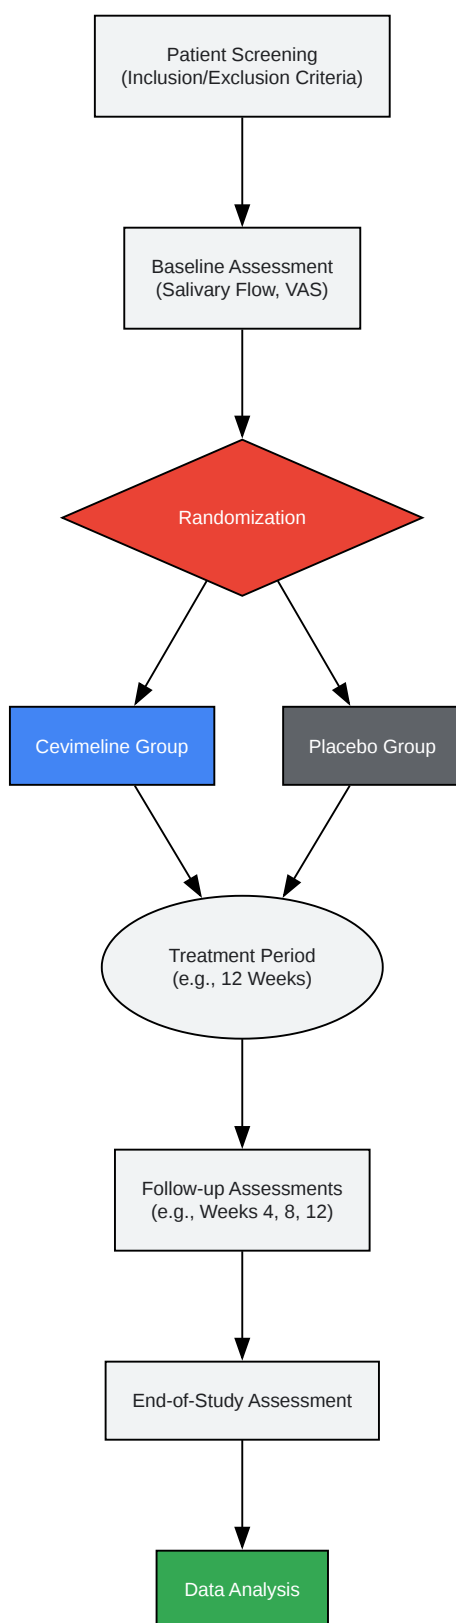 Patient Screening
(Inclusion/Exclusion Criteria)
Baseline Assessment
(Salivary Flow, VAS)
Randomization
Cevimeline Group
Placebo Group
Treatment Period
(e.g., 12 Weeks)
Follow-up Assessments
(e.g., Weeks 4, 8, 12)
End-of-Study Assessment
Data Analysis